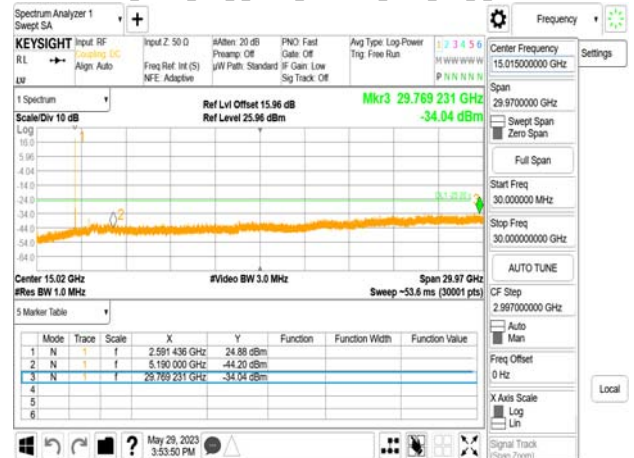 Spectrum Analyzer 1
Swept SA
Frequency
KEYSIGHT
Input: RF
Input Z: 50 Ω
#Atten: 20 dB
PNO: Fast
Avg Type: Log-Power
1 2 3 4 5 6
RL
Coupling: DC
Preamp: Off
Gate: Off
Trig: Free Run
M W W W W W
Align: Auto
Freq Ref: Int (S)
µW Path: Standard
IF Gain: Low
NFE: Adaptive
Sig Track: Off
P N N N N N
Center Frequency
15.015000000 GHz
Settings
Span
29.9700000 GHz
Swept Span
Zero Span
Full Span
Start Freq
30.000000 MHz
Stop Freq
30.000000000 GHz
AUTO TUNE
CF Step
2.997000000 GHz
Auto
Man
Freq Offset
0 Hz
X Axis Scale
Log
Lin
Local
Signal Track
(Span Zoom)
1 Spectrum
Ref Lvl Offset 15.96 dB
Mkr3 29.769 231 GHz
Scale/Div 10 dB
Ref Level 25.96 dBm
-34.04 dBm
Log
16.0
5.96
-4.04
-14.0
-24.0
-34.0
-44.0
-54.0
-64.0
1
2
Center 15.02 GHz
#Video BW 3.0 MHz
Span 29.97 GHz
#Res BW 1.0 MHz
Sweep ~53.6 ms (30001 pts)
5 Marker Table
Mode Trace Scale X Y Function Function Width Function Value
1 N 1 f 2.591 436 GHz 24.88 dBm
2 N 1 f 5.190 000 GHz -44.20 dBm
3 N 1 f 29.769 231 GHz -34.04 dBm
4
5
6
May 29, 2023
3:53:50 PM